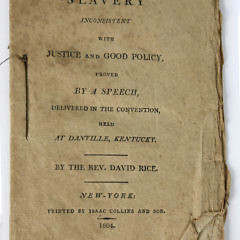 SLAVERY
INCONSISTENT
WITH
JUSTICE AND GOOD POLICY,
PROVED
BY A SPEECH,
DELIVERED IN THE CONVENTION,
HELD
AT DANVILLE, KENTUCKY.
BY THE REV. DAVID RICE.
NEW-YORK:
PRINTED BY ISAAC COLLINS AND SON.
1804.